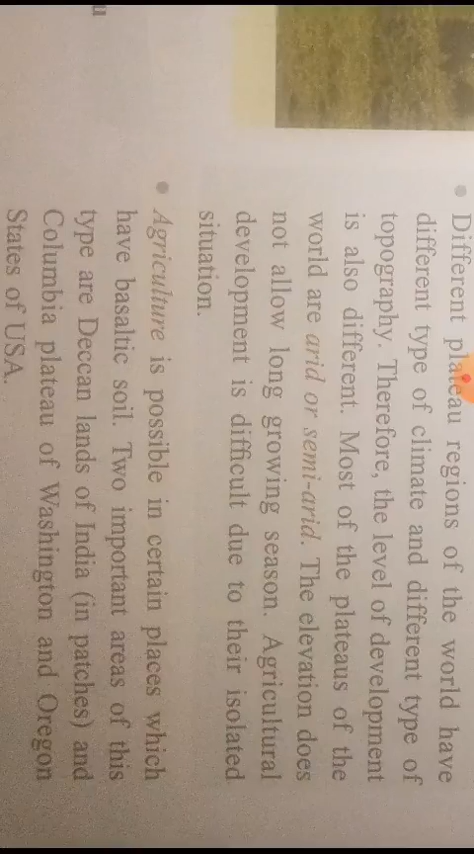 • Different plateau regions of the world have
different type of climate and different type of
topography. Therefore, the level of development
is also different. Most of the plateaus of the
world are arid or semi-arid. The elevation does
not allow long growing season. Agricultural
development is difficult due to their isolated
situation.
• Agriculture is possible in certain places which
have basaltic soil. Two important areas of this
type are Deccan lands of India (in patches) and
Columbia plateau of Washington and Oregon
States of USA.